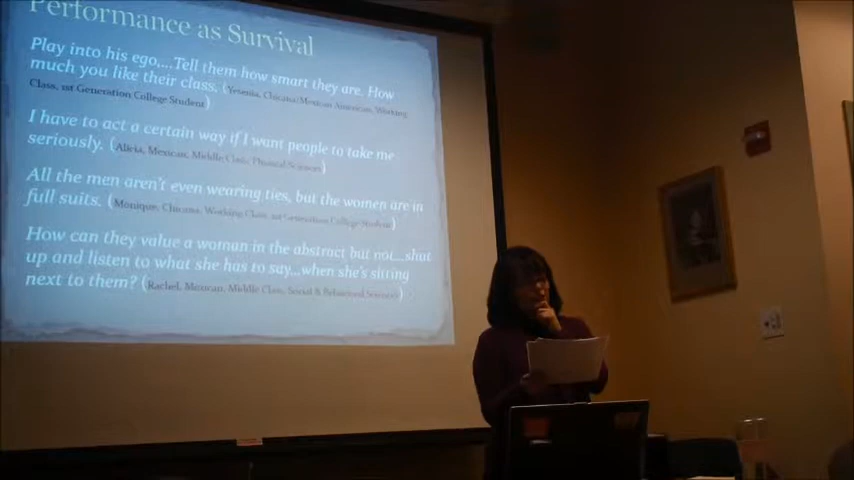 Performance as Survival
Play into his ego,...Tell them how smart they are. How
much you like their class. (Yesenia, Chicana/Mexican American, Working
Class, 1st Generation College Student)
I have to act a certain way if I want people to take me
seriously. (Alicia, Mexican, Middle Class, Physical Sciences)
All the men aren't even wearing ties, but the women are in
full suits. (Monique, Chicana, Working Class, 1st Generation College Student)
How can they value a woman in the abstract but not...shut
up and listen to what she has to say...when she's sitting
next to them? (Rachel, Mexican, Middle Class, Social & Behavioral Sciences)